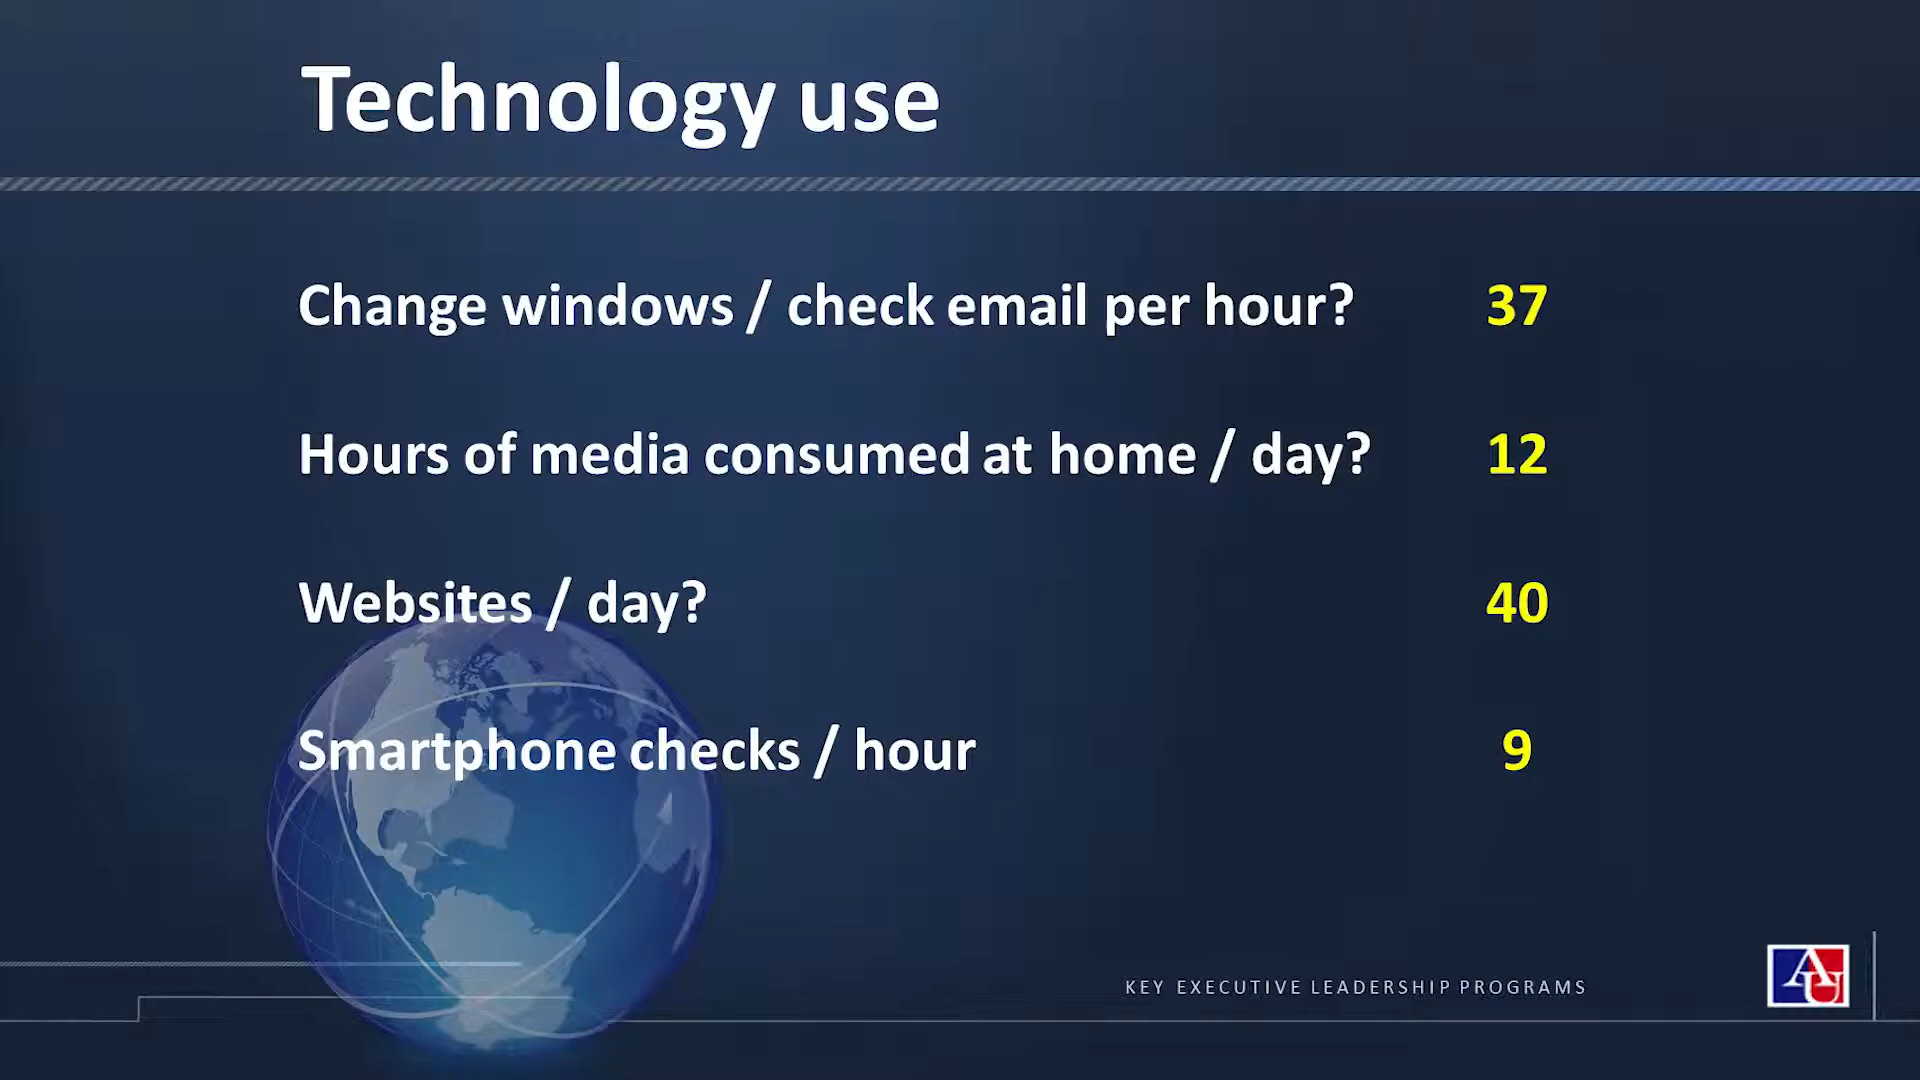 Technology use
Change windows / check email per hour? 37
Hours of media consumed at home / day? 12
Websites / day? 40
Smartphone checks / hour 9
KEY EXECUTIVE LEADERSHIP PROGRAMS
AU